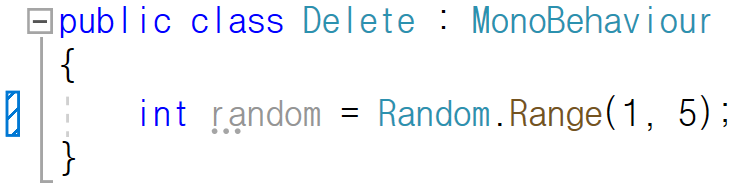 public class Delete : MonoBehaviour
{
    int random = Random.Range(1, 5);
}